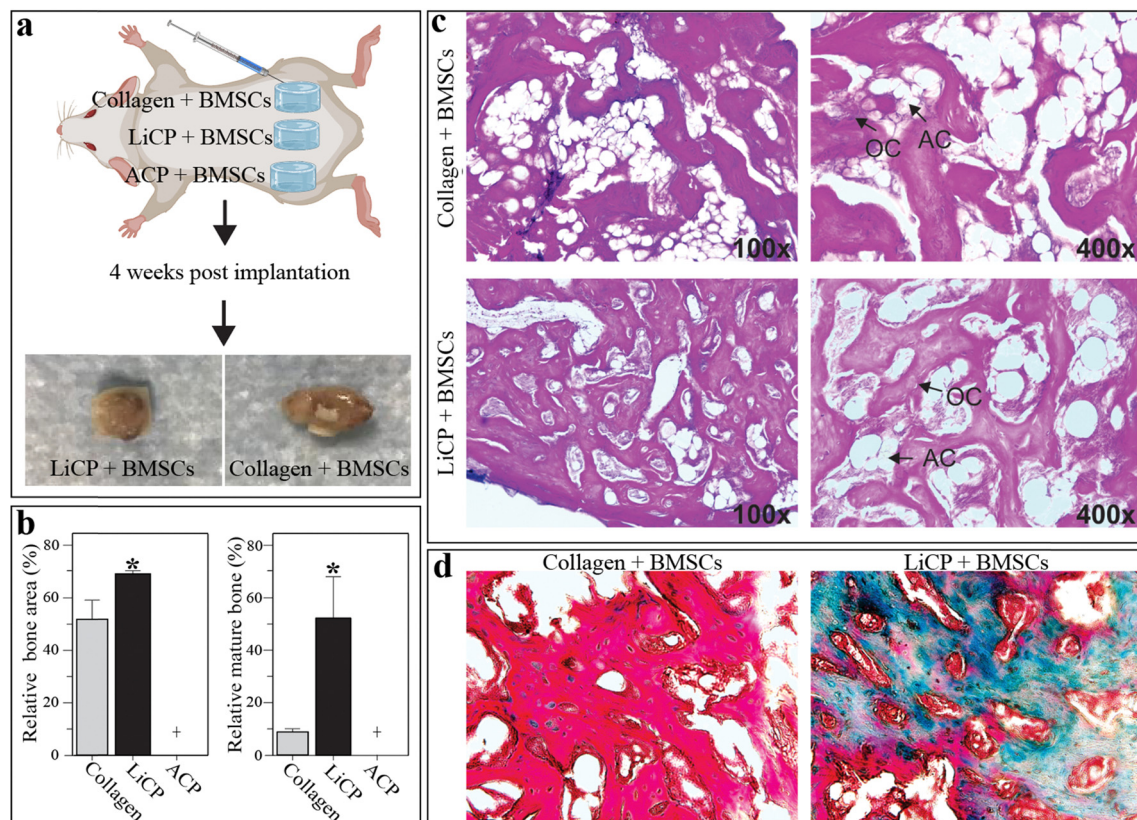 a
Collagen + BMSCs
LiCP + BMSCs
ACP + BMSCs
4 weeks post implantation
LiCP + BMSCs
Collagen + BMSCs
b
Relative bone area (%)
80
60
40
20
0
+
Collagen
LiCP
ACP
*
Relative mature bone (%)
80
60
40
20
0
+
Collagen
LiCP
ACP
*
c
Collagen + BMSCs
100x
OC
AC
400x
LiCP + BMSCs
100x
OC
AC
400x
d
Collagen + BMSCs
LiCP + BMSCs